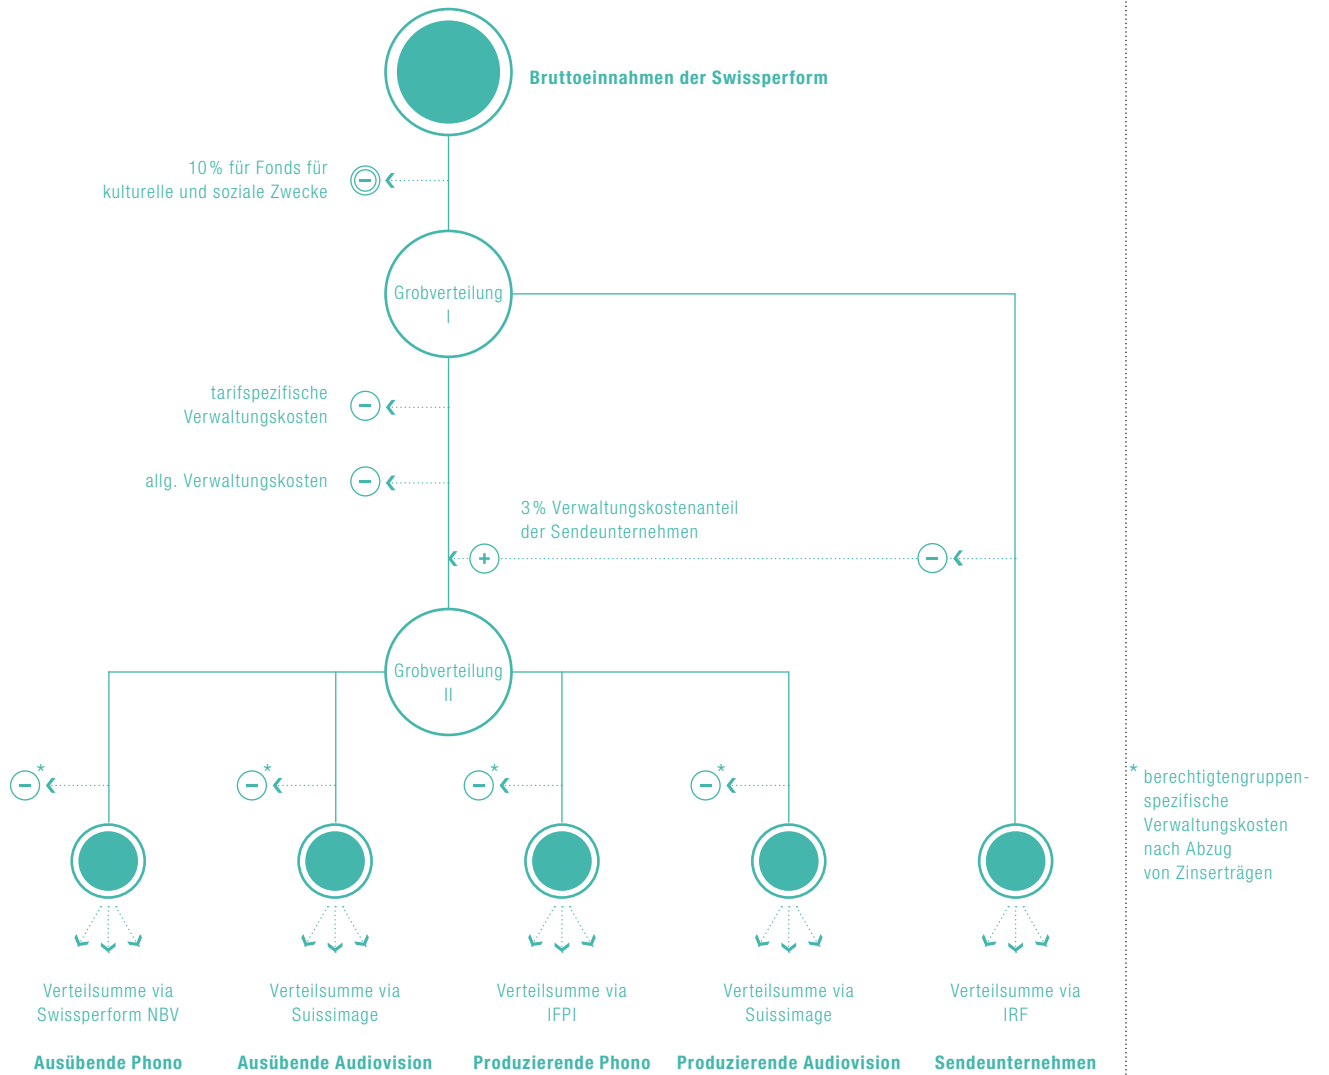 Bruttoeinnahmen der Swissperform
10% für Fonds für
kulturelle und soziale Zwecke
Grobverteilung
I
tarifspezifische
Verwaltungskosten
allg. Verwaltungskosten
3% Verwaltungskostenanteil
der Sendeunternehmen
Grobverteilung
II
*
*
*
*
* berechtigtengruppen-
spezifische
Verwaltungskosten
nach Abzug
von Zinserträgen
Verteilsumme via
Swissperform NBV
Ausübende Phono
Verteilsumme via
Suissimage
Ausübende Audiovision
Verteilsumme via
IFPI
Produzierende Phono
Verteilsumme via
Suissimage
Produzierende Audiovision
Verteilsumme via
IRF
Sendeunternehmen